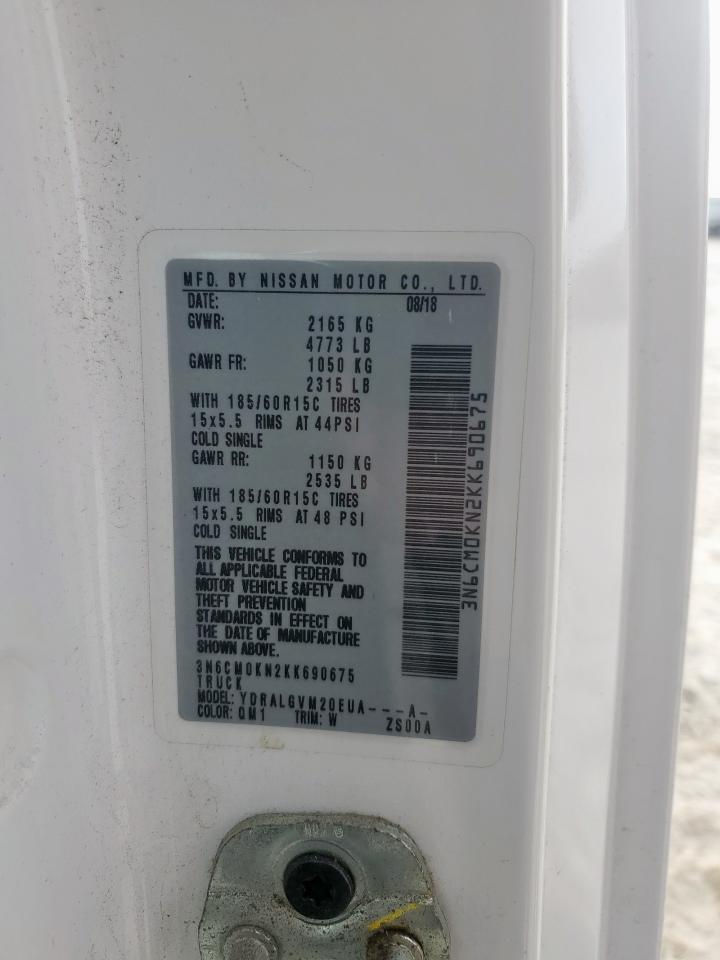 MFD. BY NISSAN MOTOR CO., LTD.
DATE: 08/18
GVWR: 2165 KG
4773 LB
GAWR FR: 1050 KG
2315 LB
WITH 185/60R15C TIRES
15x5.5 RIMS AT 44PSI
COLD SINGLE
GAWR RR: 1150 KG
2535 LB
WITH 185/60R15C TIRES
15x5.5 RIMS AT 48 PSI
COLD SINGLE
THIS VEHICLE CONFORMS TO
ALL APPLICABLE FEDERAL
MOTOR VEHICLE SAFETY AND
THEFT PREVENTION
STANDARDS IN EFFECT ON
THE DATE OF MANUFACTURE
SHOWN ABOVE.
3N6CM0KN2KK690675
TRUCK
MODEL: YDRALGVM20EUA---A-
COLOR: QM1 TRIM: W ZS00A
3N6CM0KN2KK690675